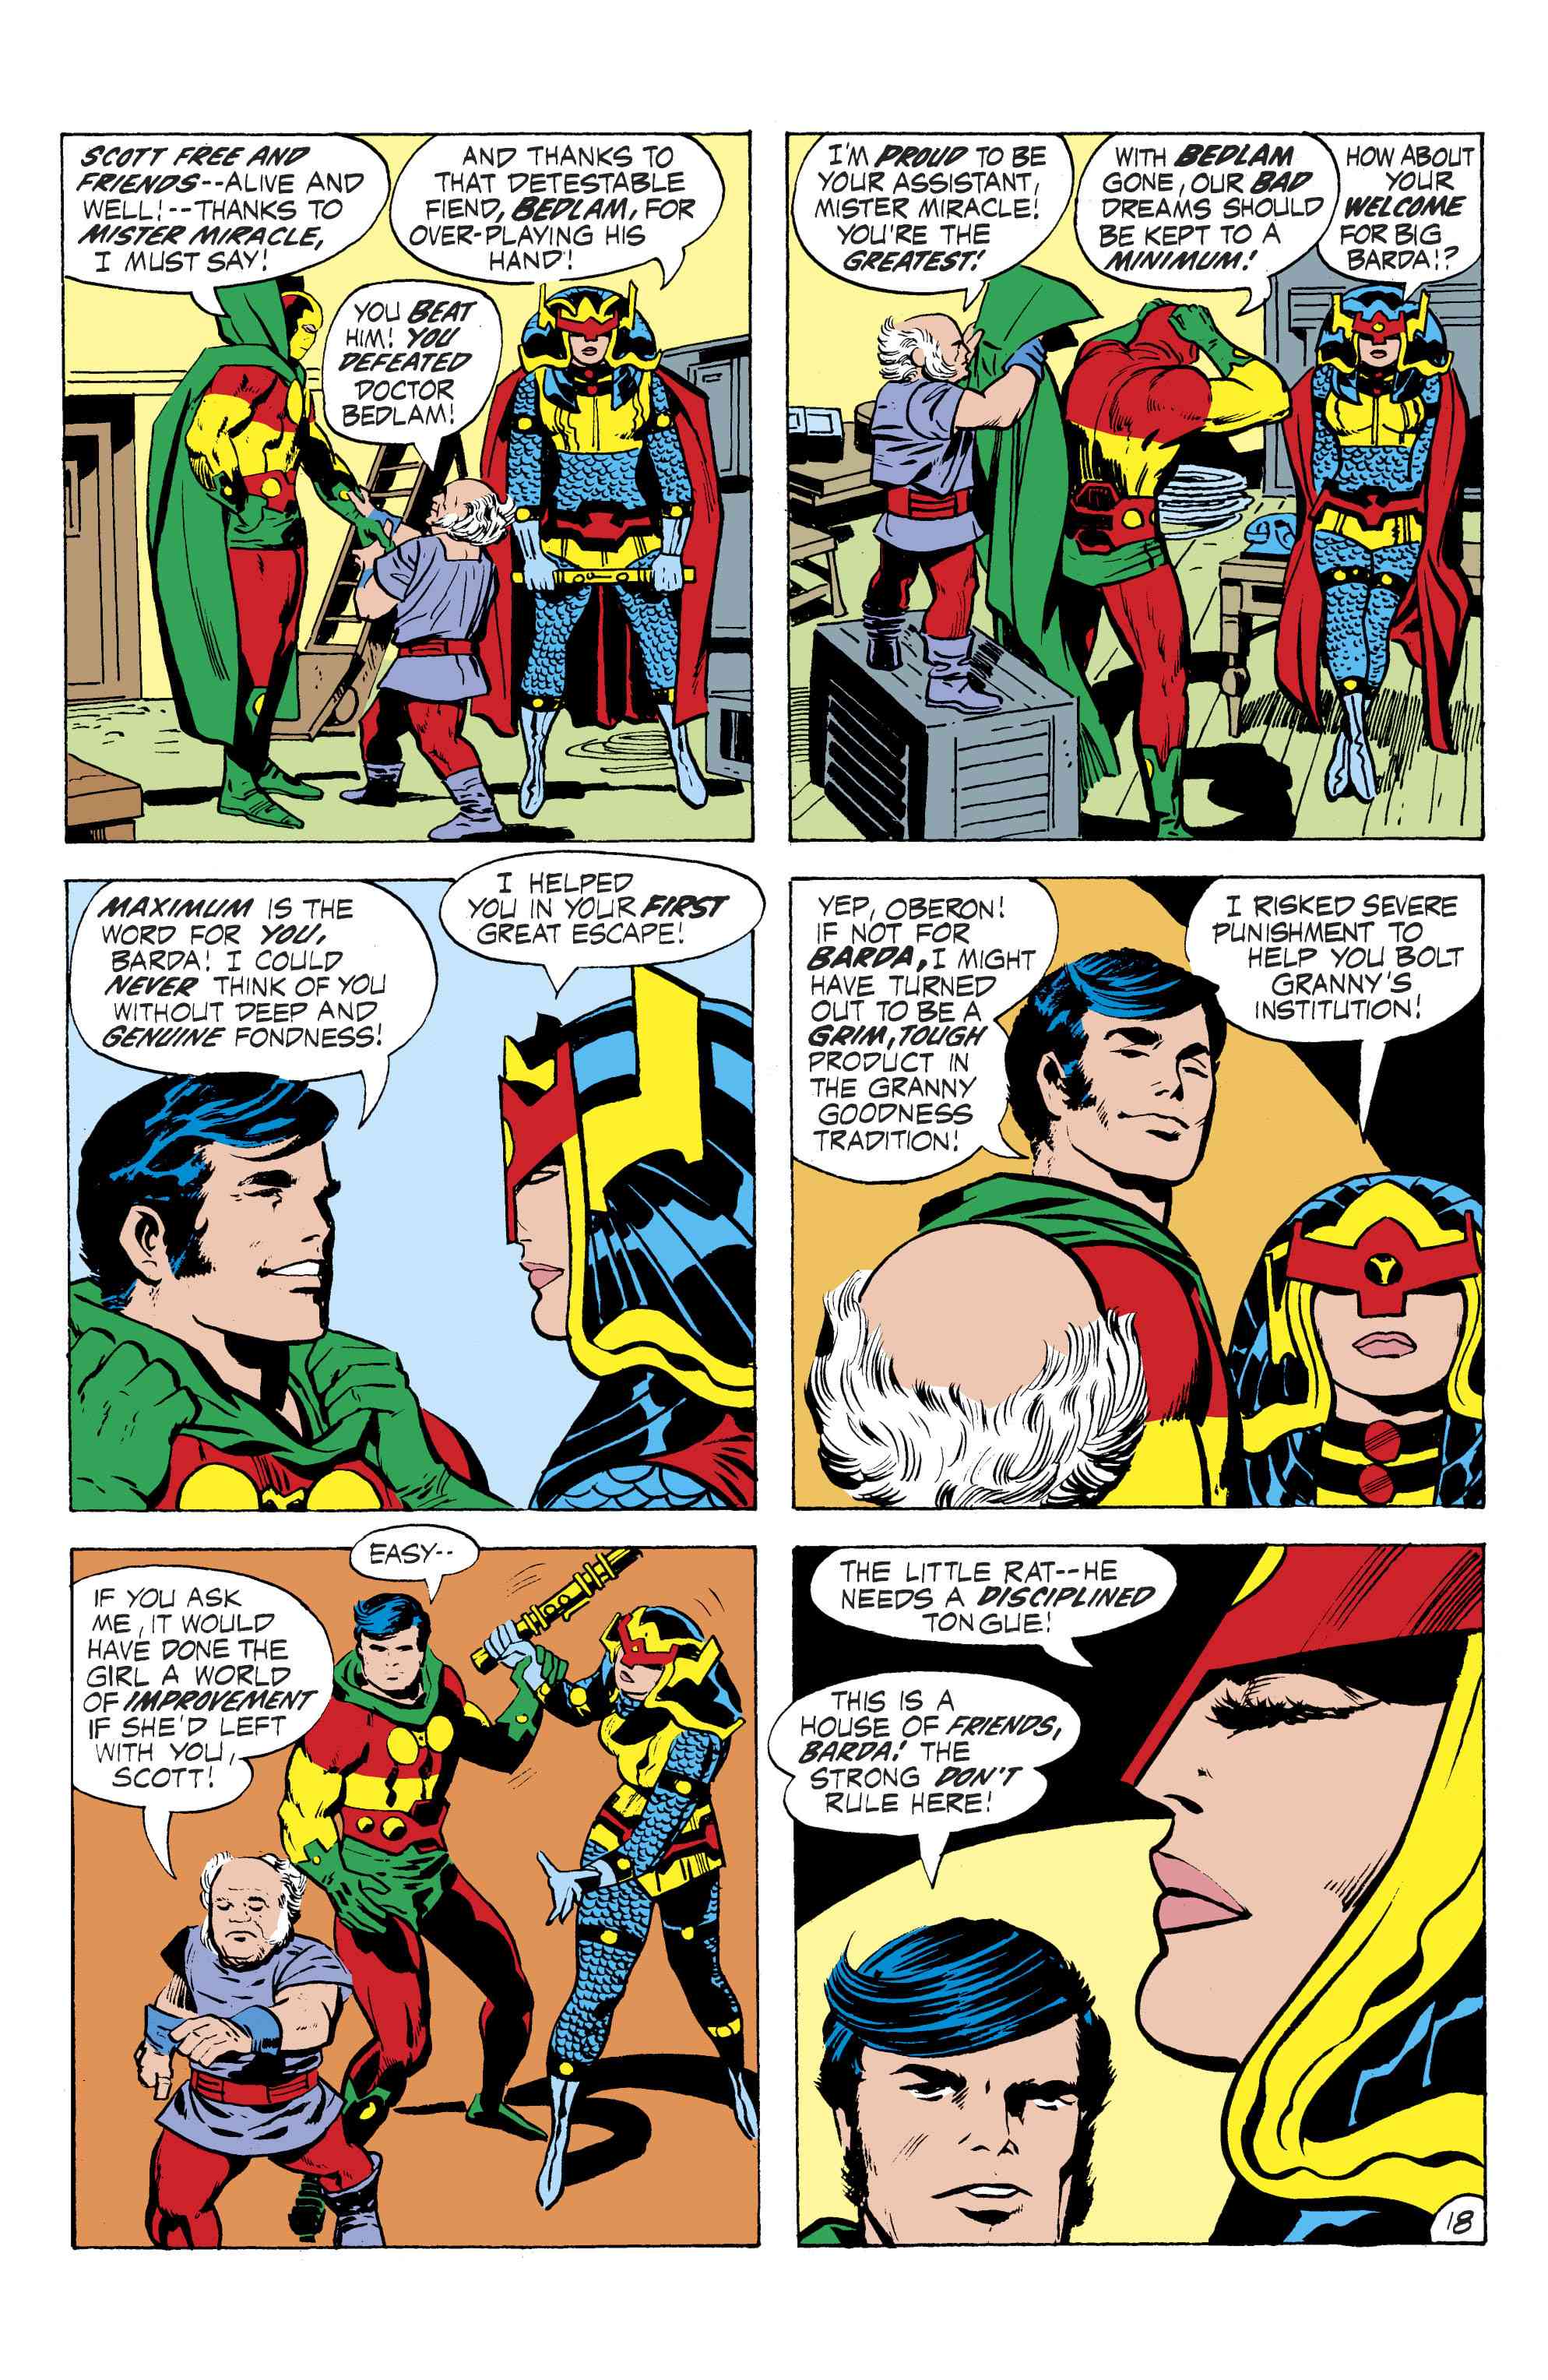 SCOTT FREE AND
FRIENDS--ALIVE AND
WELL!--THANKS TO
MISTER MIRACLE,
I MUST SAY!
AND THANKS TO
THAT DETESTABLE
FIEND, BEDLAM, FOR
OVER-PLAYING HIS
HAND!
YOU BEAT
HIM! YOU
DEFEATED
DOCTOR
BEDLAM!
I'M PROUD TO BE
YOUR ASSISTANT,
MISTER MIRACLE!
YOU'RE THE
GREATEST!
WITH BEDLAM
GONE, OUR BAD
DREAMS SHOULD
BE KEPT TO A
MINIMUM!
HOW ABOUT
YOUR
WELCOME
FOR BIG
BARDA!?
MAXIMUM IS THE
WORD FOR YOU,
BARDA! I COULD
NEVER THINK OF YOU
WITHOUT DEEP AND
GENUINE FONDNESS!
I HELPED
YOU IN YOUR FIRST
GREAT ESCAPE!
YEP, OBERON!
IF NOT FOR
BARDA, I MIGHT
HAVE TURNED
OUT TO BE A
GRIM, TOUGH
PRODUCT IN
THE GRANNY
GOODNESS
TRADITION!
I RISKED SEVERE
PUNISHMENT TO
HELP YOU BOLT
GRANNY'S
INSTITUTION!
IF YOU ASK
ME, IT WOULD
HAVE DONE THE
GIRL A WORLD
OF IMPROVEMENT
IF SHE'D LEFT
WITH YOU,
SCOTT!
EASY--
THE LITTLE RAT--HE
NEEDS A DISCIPLINED
TONGUE!
THIS IS A
HOUSE OF FRIENDS,
BARDA! THE
STRONG DON'T
RULE HERE!
18